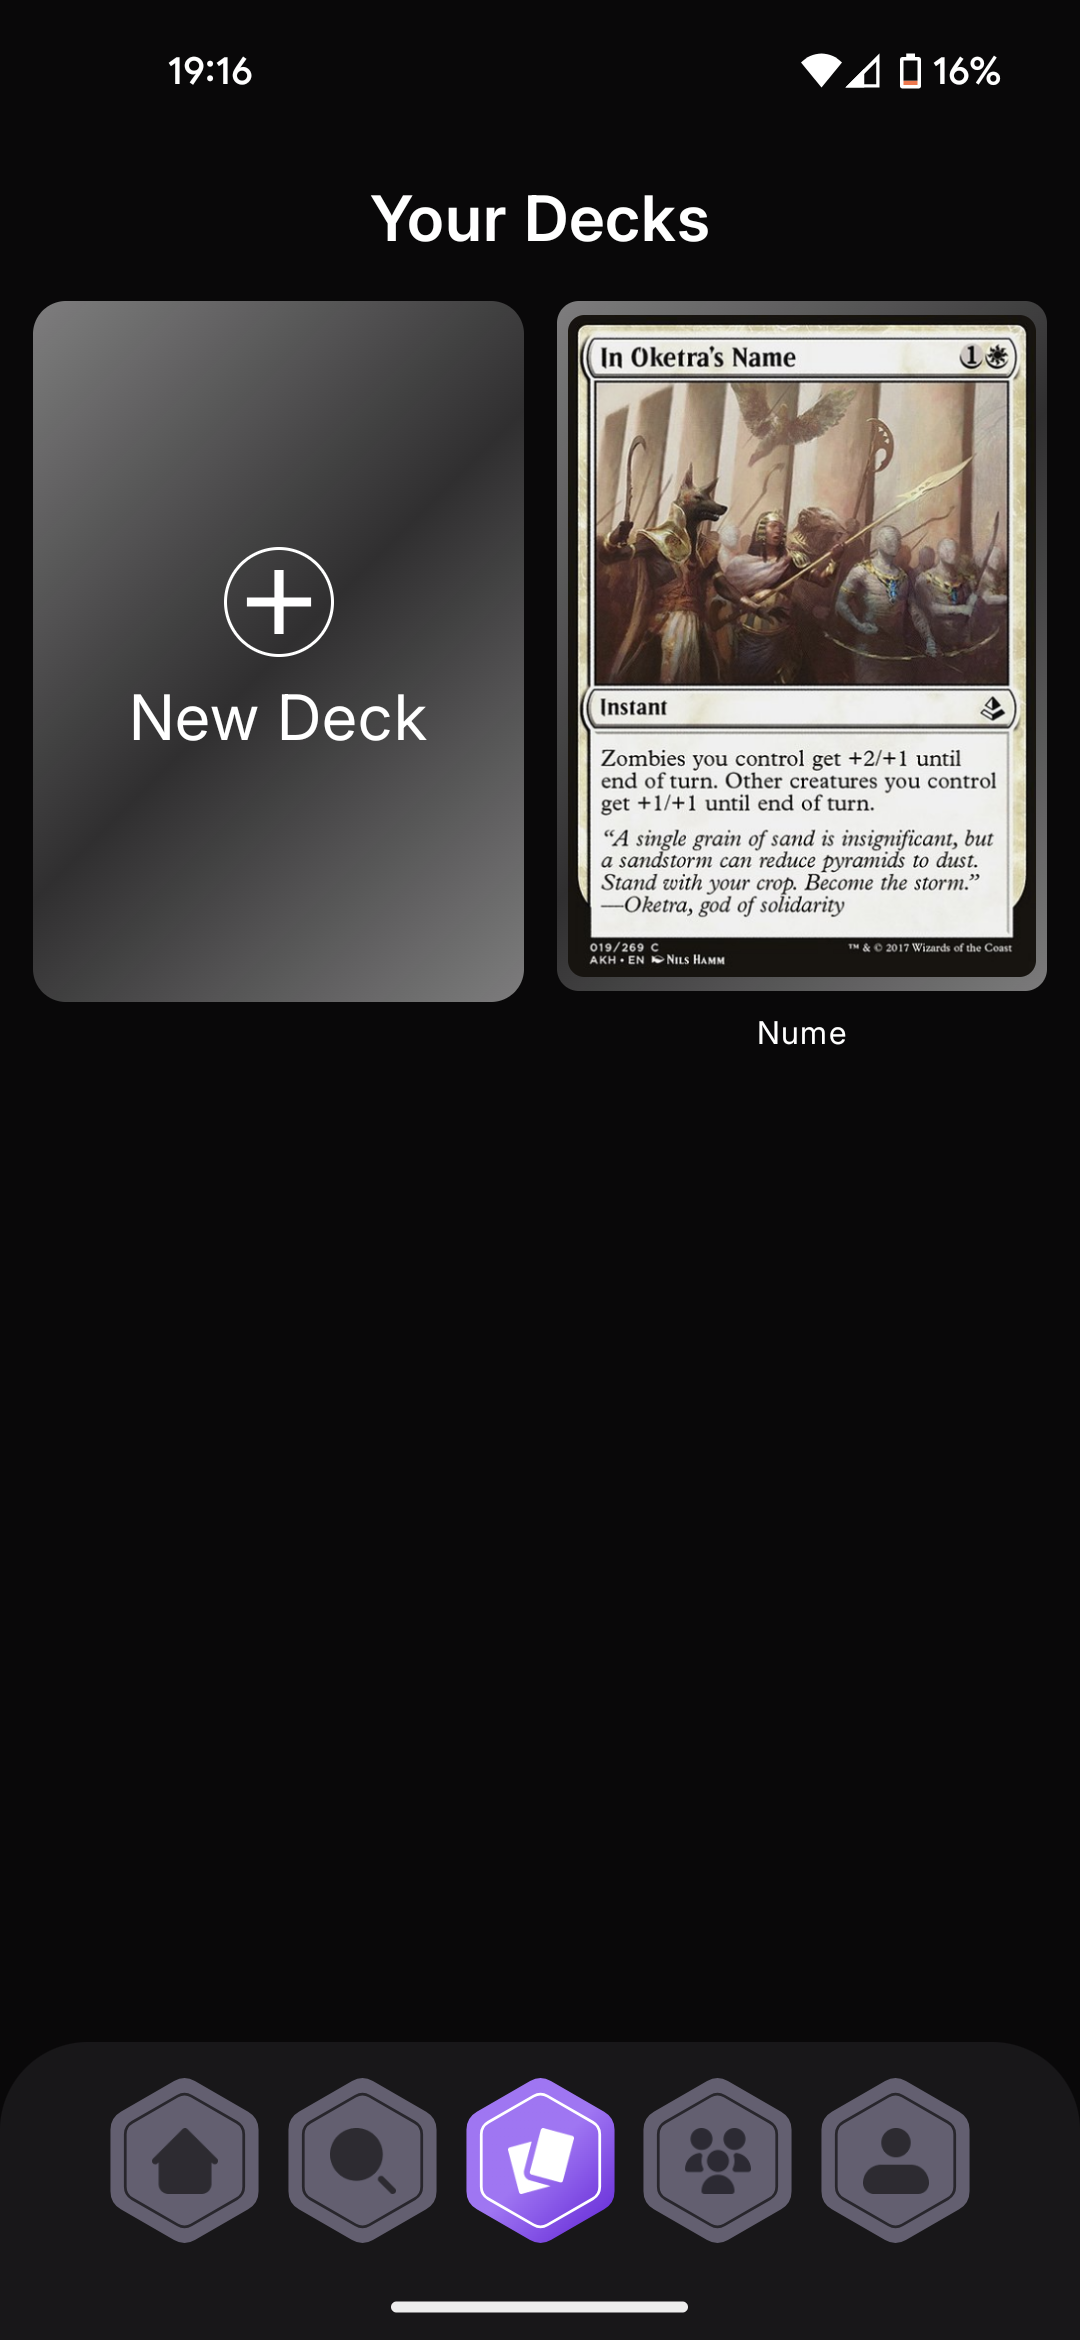 19:16
16%
Your Decks
New Deck
In Oketra's Name
1
Instant
Zombies you control get +2/+1 until
end of turn. Other creatures you control
get +1/+1 until end of turn.
“A single grain of sand is insignificant, but
a sandstorm can reduce pyramids to dust.
Stand with your crop. Become the storm.”
—Oketra, god of solidarity
019/269 C
™ & © 2017 Wizards of the Coast
AKH • EN Nils Hamm
Nume